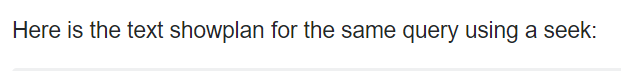 Here is the text showplan for the same query using a seek: